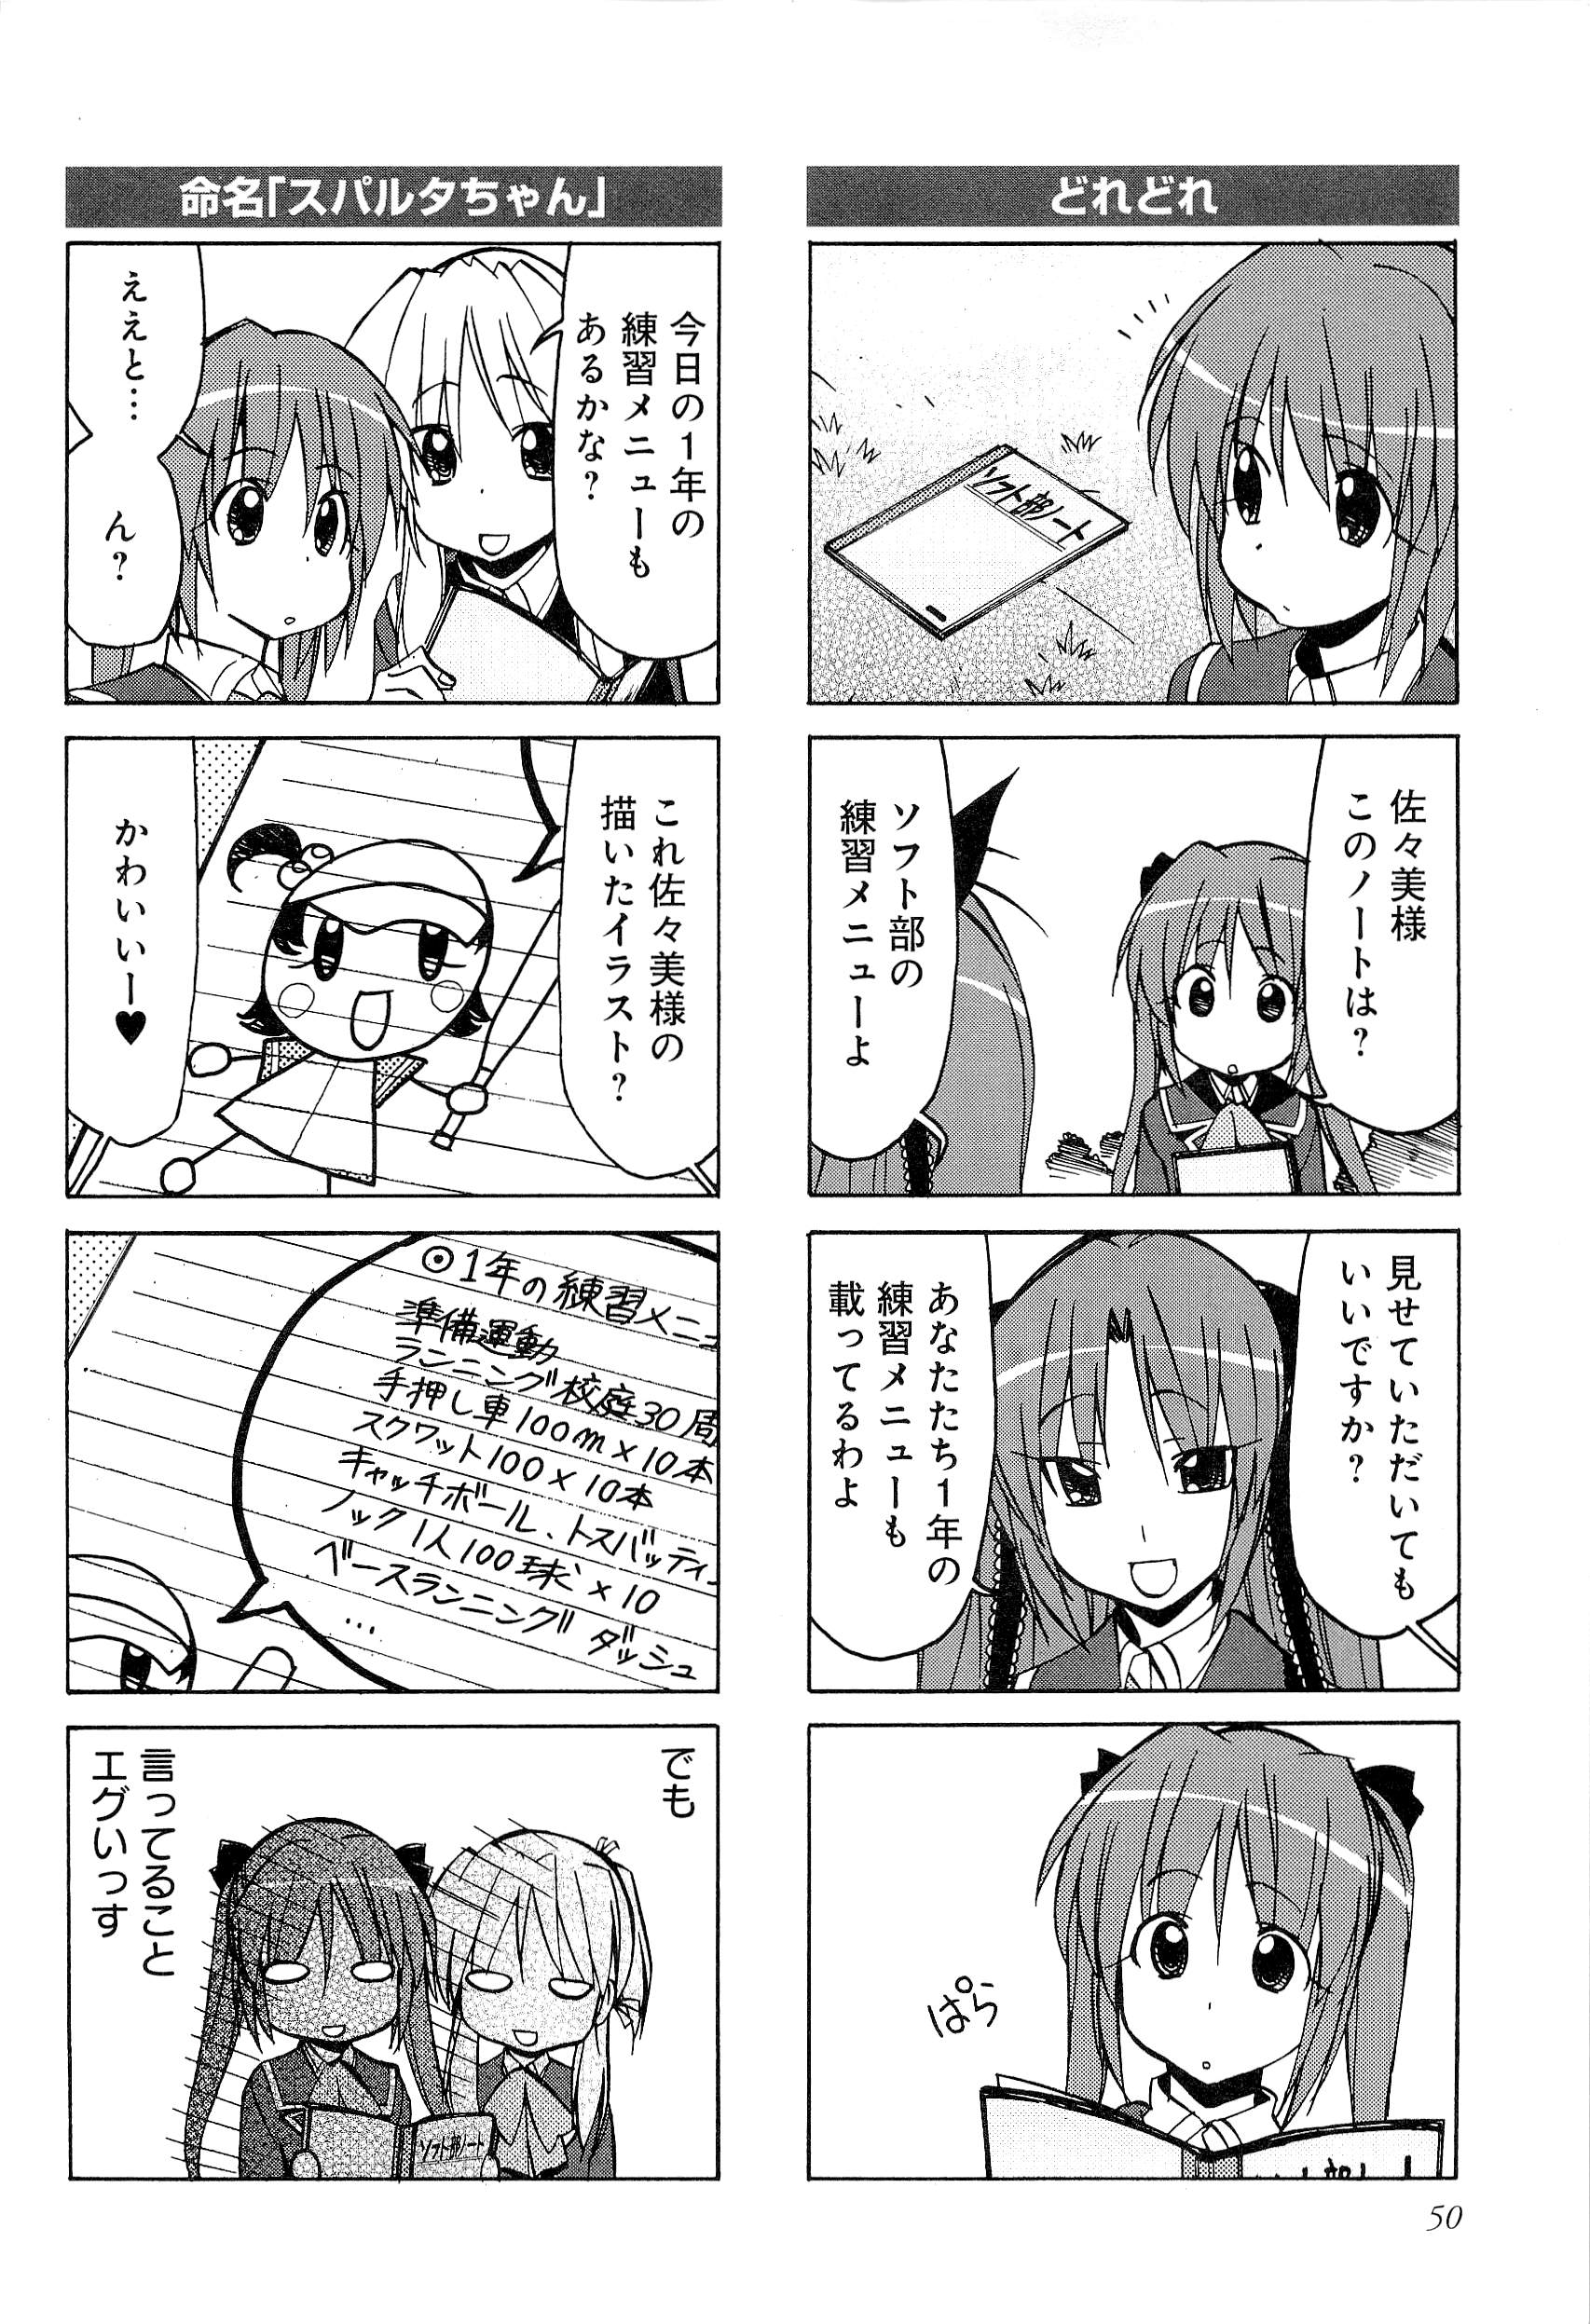 どれどれ
ソフト部ノート
佐々美様
このノートは?
ソフト部の
練習メニューよ
見せていただいても
いいですか?
あなたたち1年の
練習メニューも
載ってるわよ
ぱら
命名「スパルタちゃん」
今日の1年の
練習メニューも
あるかな?
ええと…
ん?
これ佐々美様の
描いたイラスト?
かわいいー♥
⊙1年の練習メニュ
準備運動
ランニング校庭30周
手押し車100m×10本
スクワット100×10本
キャッチボール、トスバッティ
ノック1人100球×10
ベースランニング ダッシュ
…
でも
言ってること
エグいっす
ソフト部ノート
50